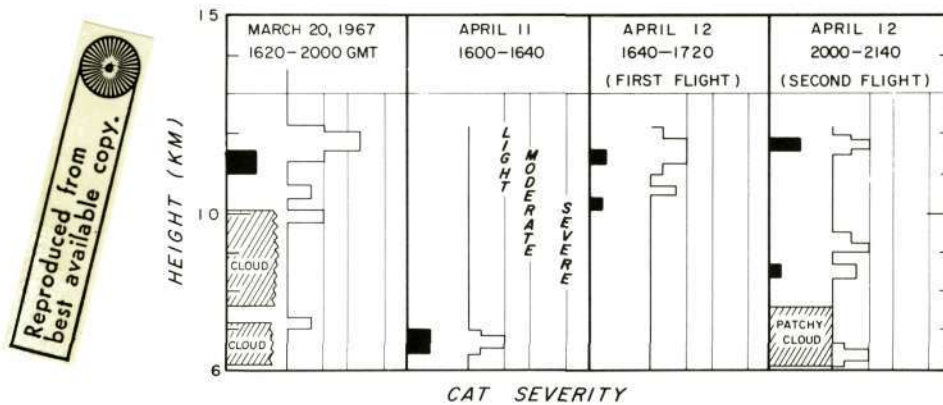 Reproduced from
best available copy.
15
10
6
HEIGHT (KM)
MARCH 20, 1967
1620-2000 GMT
APRIL 11
1600-1640
APRIL 12
1640-1720
(FIRST FLIGHT)
APRIL 12
2000-2140
(SECOND FLIGHT)
LIGHT
MODERATE
SEVERE
CLOUD
CLOUD
PATCHY
CLOUD
CAT SEVERITY